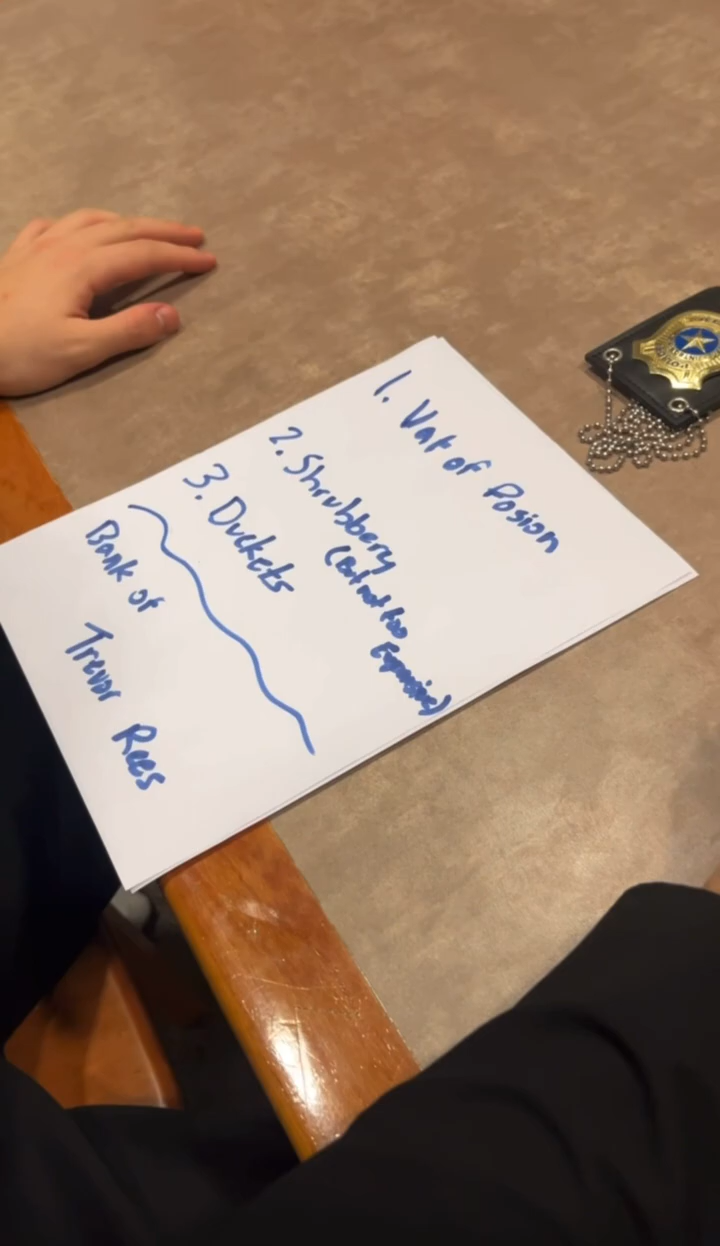 1. Vat of Posion
2. Shrubbery
(But not too
Expensive)
3. Duckets
Bank of
Trevor Rees